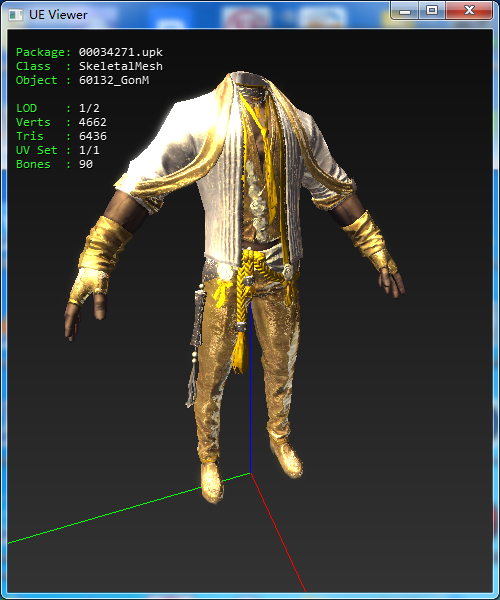 UE Viewer
Package: 00034271.upk
Class : SkeletalMesh
Object : 60132_GonM
LOD : 1/2
Verts : 4662
Tris : 6436
UV Set : 1/1
Bones : 90